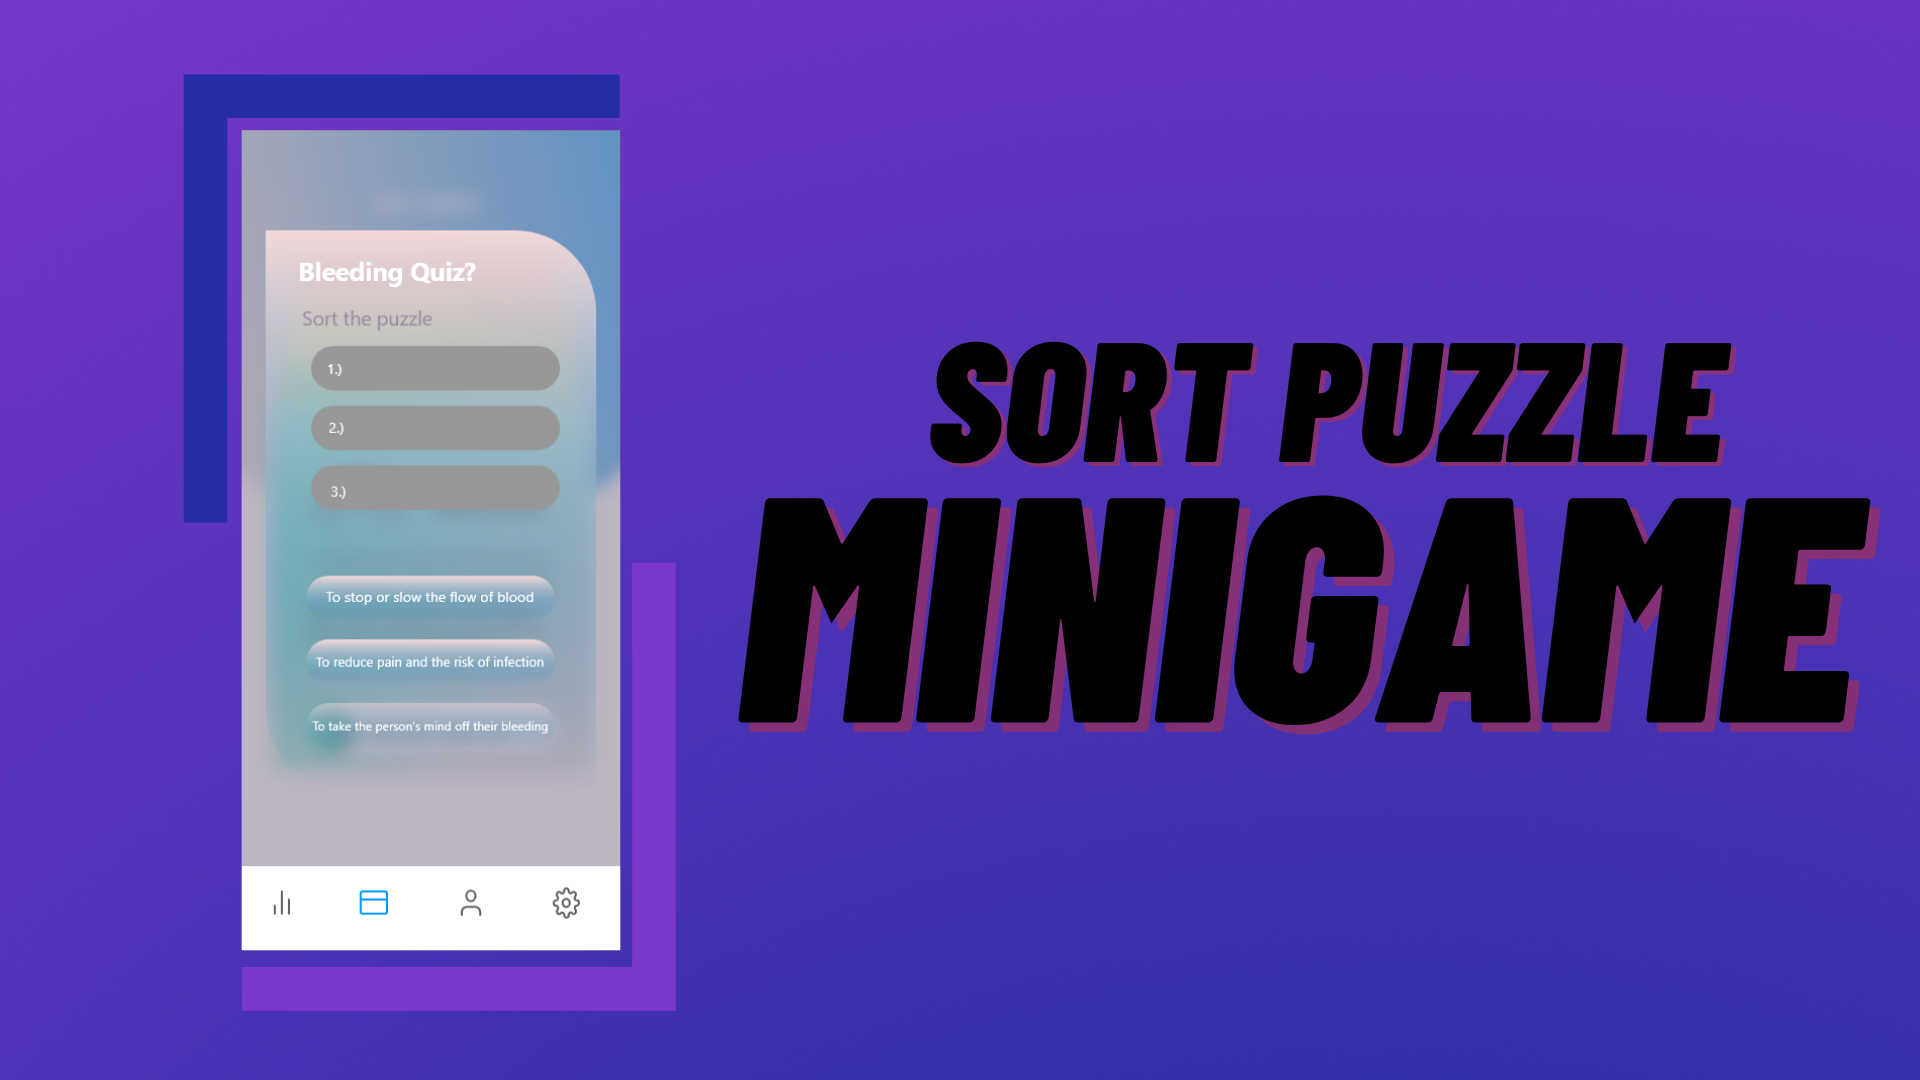 Bleeding Quiz?
Sort the puzzle
1.)
2.)
3.)
To stop or slow the flow of blood
To reduce pain and the risk of infection
To take the person's mind off their bleeding
SORT PUZZLE
MINIGAME